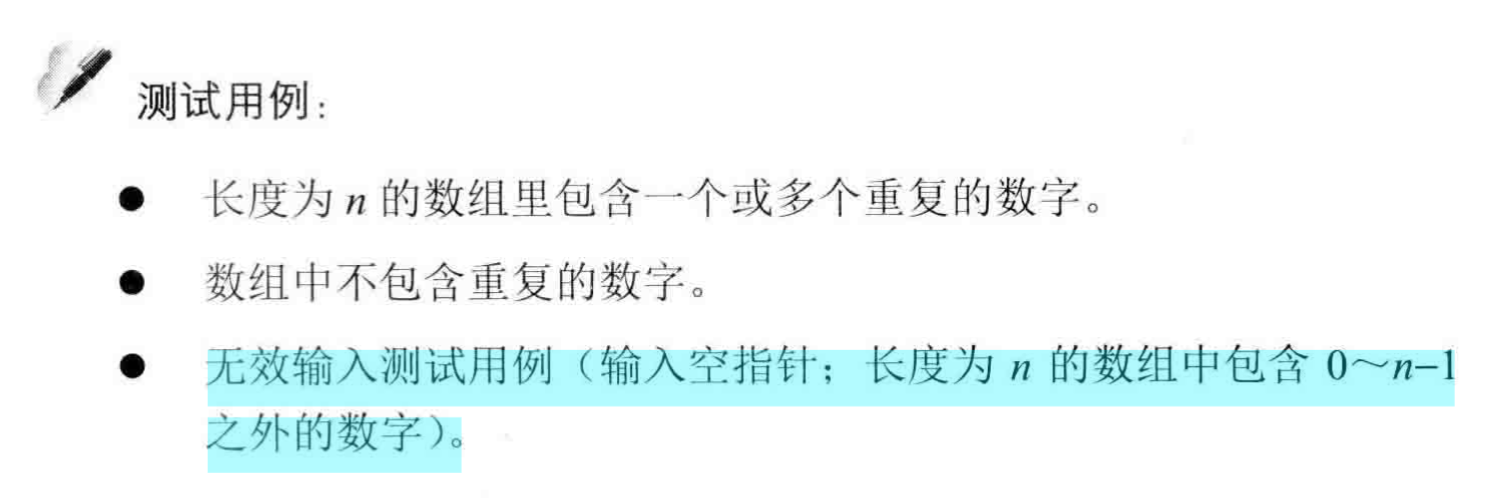 测试用例：
● 长度为 n 的数组里包含一个或多个重复的数字。
● 数组中不包含重复的数字。
● 无效输入测试用例（输入空指针；长度为 n 的数组中包含 0～n−1
之外的数字）。